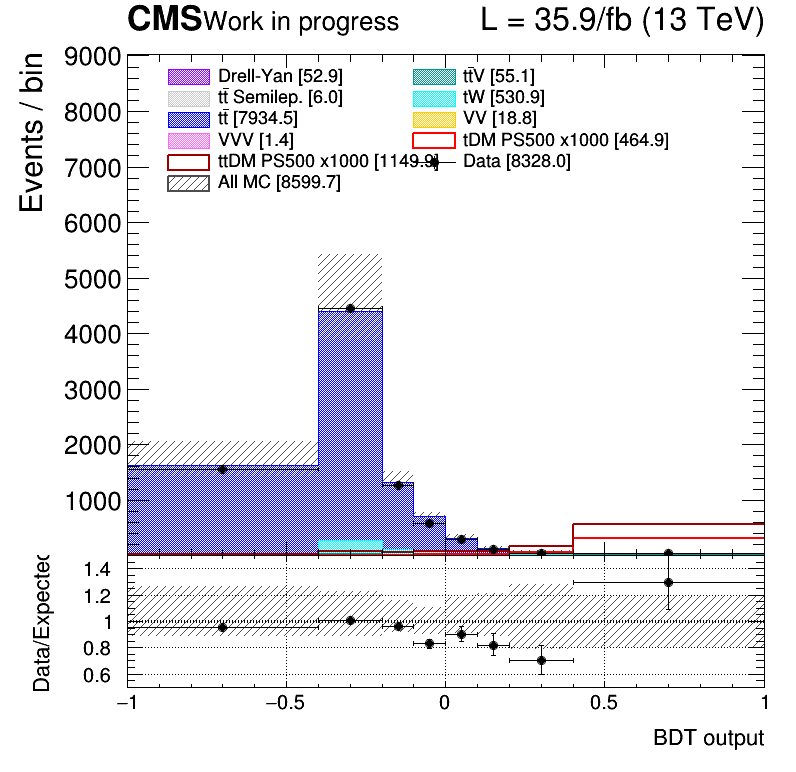 CMS Work in progress L = 35.9/fb (13 TeV)
Events / bin
9000
8000
7000
6000
5000
4000
3000
2000
1000
Drell-Yan [52.9]
tt̄V [55.1]
tt̄ Semilep. [6.0]
tW [530.9]
tt̄ [7934.5]
VV [18.8]
VVV [1.4]
tDM PS500 x1000 [464.9]
ttDM PS500 x1000 [1149.9]
Data [8328.0]
All MC [8599.7]
Data/Expected
1.4
1.2
1
0.8
0.6
−1 −0.5 0 0.5 1
BDT output